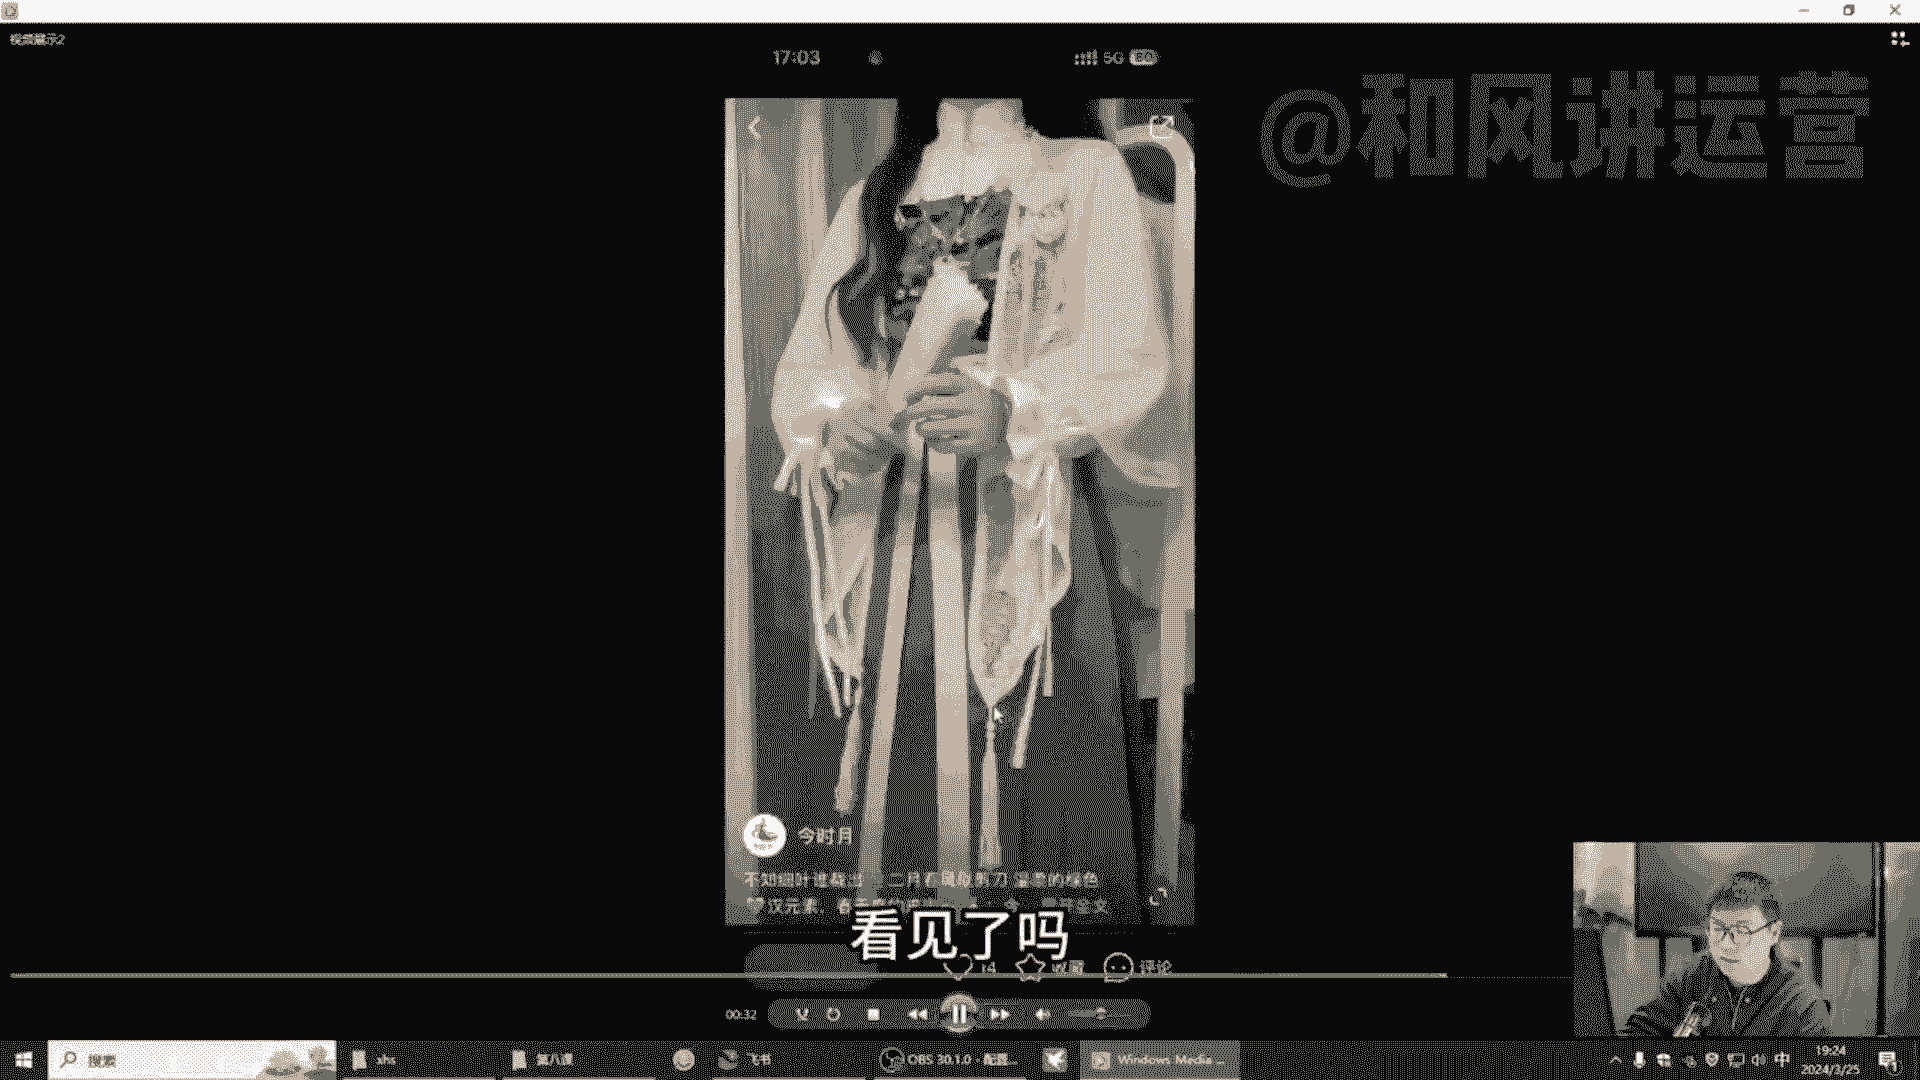 视频展示2
17:03
5G 80
@和风讲运营
今时月
不如细叶谁裁出 二月春风似剪刀 温柔的绿色
汉元素，春
展开全文
看见了吗
14 收藏 评论
00:32
搜索
xhs
第八课
飞书
OBS 30.1.0 - 配置...
Windows Media ...
中
19:24
2024/3/25